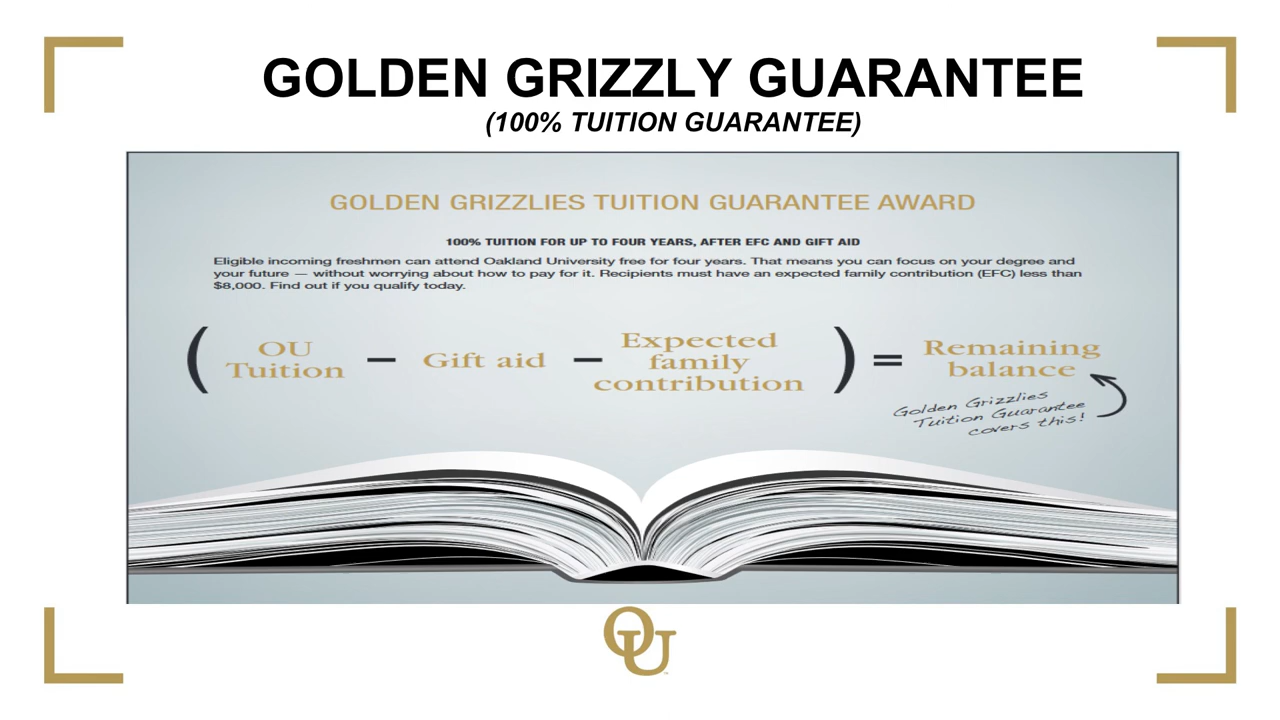 GOLDEN GRIZZLY GUARANTEE
(100% TUITION GUARANTEE)
GOLDEN GRIZZLIES TUITION GUARANTEE AWARD
100% TUITION FOR UP TO FOUR YEARS, AFTER EFC AND GIFT AID
Eligible incoming freshmen can attend Oakland University free for four years. That means you can focus on your degree and
your future — without worrying about how to pay for it. Recipients must have an expected family contribution (EFC) less than
$8,000. Find out if you qualify today.
( OU
Tuition − Gift aid − Expected
family
contribution ) = Remaining
balance
Golden Grizzlies
Tuition Guarantee
covers this!
OU